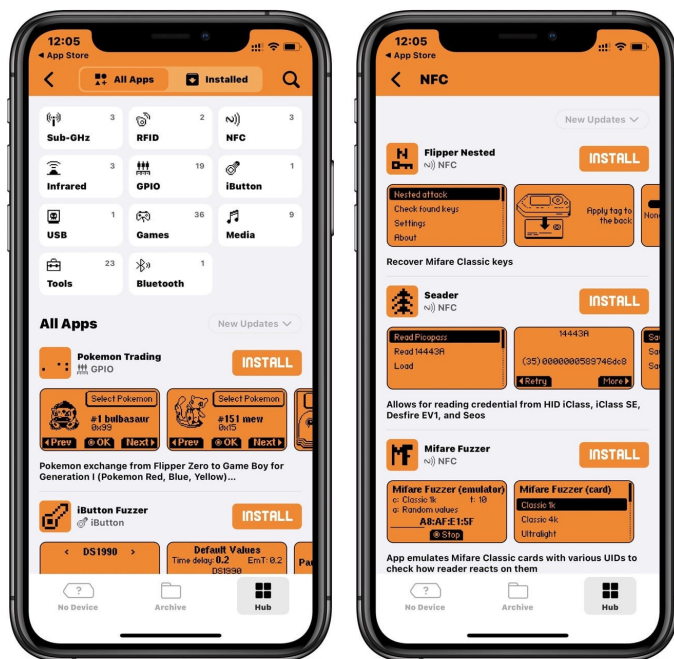 12:05
App Store
All Apps
Installed
3
Sub-GHz
2
RFID
3
NFC
3
Infrared
19
GPIO
1
iButton
1
USB
36
Games
9
Media
23
Tools
1
Bluetooth
All Apps
New Updates
Pokemon
Trading
GPIO
INSTALL
Select Pokemon
#1 bulbasaur
0x99
Prev
OK
Next
Select Pokemon
#151 mew
0x15
Prev
OK
Next
Pokemon exchange from Flipper Zero to Game Boy for
Generation I (Pokemon Red, Blue, Yellow)...
iButton Fuzzer
iButton
INSTALL
< DS1990 >
Default Values
Time delay: 0.2 EmT: 0.2
DS1990
No Device
Archive
Hub
12:05
App Store
NFC
New Updates
Flipper Nested
NFC
INSTALL
Nested attack
Check found keys
Settings
About
Apply tag to
the back
Recover Mifare Classic keys
Seader
NFC
INSTALL
Read Picopass
Read 14443A
Load
14443A
(35) 0000000589746dc8
Retry
More
Allows for reading credential from HID iClass, iClass SE,
Desfire EV1, and Seos
Mifare Fuzzer
NFC
INSTALL
Mifare Fuzzer (emulator)
c: Classic 1k t: 10
a: Random values
A8:AF:E1:5F
Stop
Mifare Fuzzer (card)
Classic 1k
Classic 4k
Ultralight
App emulates Mifare Classic cards with various UIDs to
check how reader reacts on them
No Device
Archive
Hub